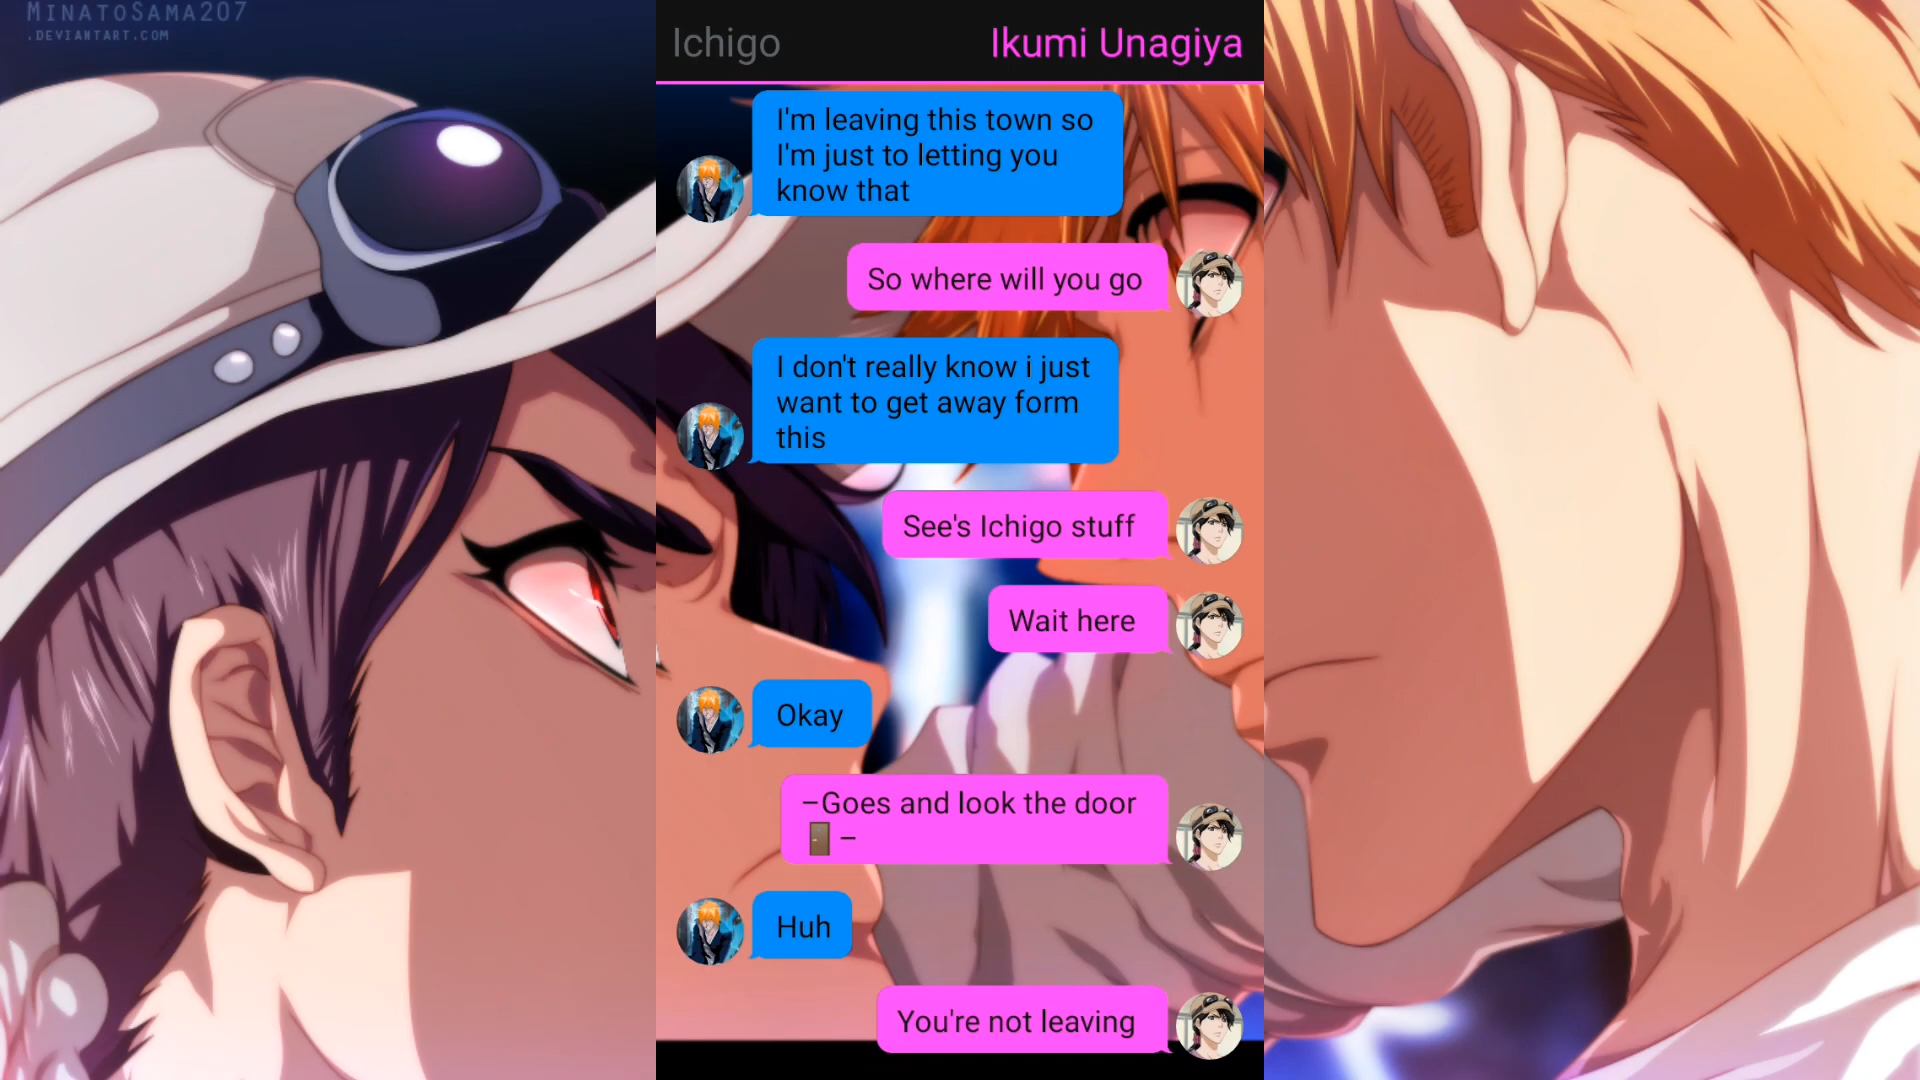 MINATOSAMA207
.DEVIANTART.COM
Ichigo
Ikumi Unagiya
I'm leaving this town so
I'm just to letting you
know that
So where will you go
I don't really know i just
want to get away form
this
See's Ichigo stuff
Wait here
Okay
–Goes and look the door
🚪 –
Huh
You're not leaving